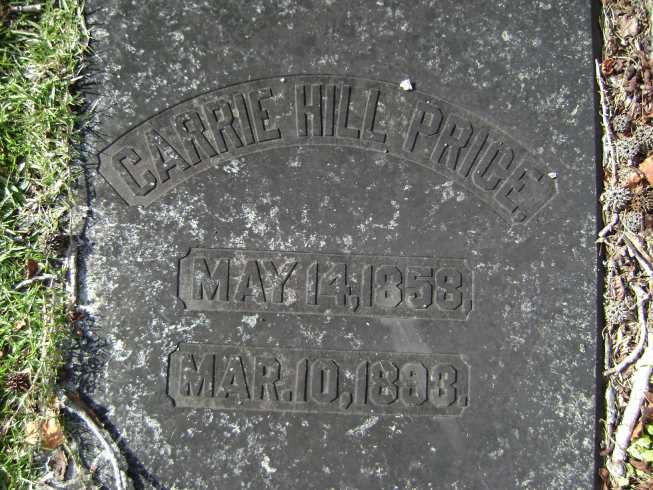 CARRIE HILL PRICE.
MAY 14, 1858.
MAR. 10, 1893.